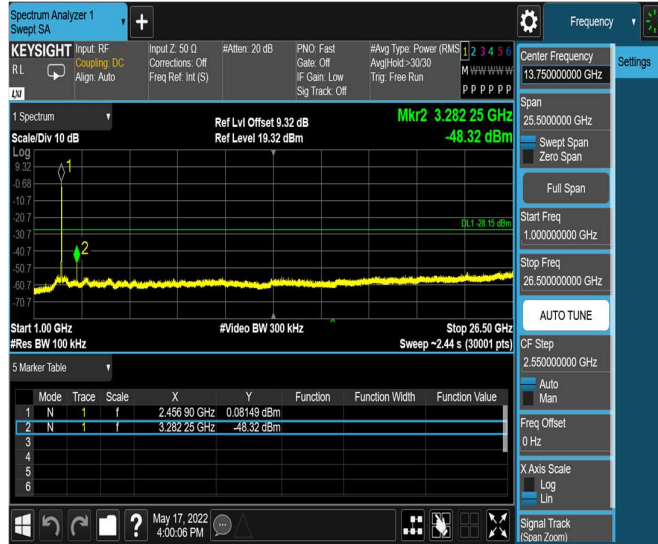 Spectrum Analyzer 1
Swept SA
+
Frequency
KEYSIGHT
RL
LXI
Input: RF
Coupling: DC
Align: Auto
Input Z: 50 Ω
Corrections: Off
Freq Ref: Int (S)
#Atten: 20 dB
PNO: Fast
Gate: Off
IF Gain: Low
Sig Track: Off
#Avg Type: Power (RMS
Avg|Hold:>30/30
Trig: Free Run
1 2 3 4 5 6
M W W W W W
P P P P P P
Center Frequency
13.750000000 GHz
Settings
Span
25.5000000 GHz
Swept Span
Zero Span
Full Span
Start Freq
1.000000000 GHz
Stop Freq
26.500000000 GHz
AUTO TUNE
CF Step
2.550000000 GHz
Auto
Man
Freq Offset
0 Hz
X Axis Scale
Log
Lin
Signal Track
(Span Zoom)
1 Spectrum
Scale/Div 10 dB
Ref Lvl Offset 9.32 dB
Ref Level 19.32 dBm
Mkr2 3.282 25 GHz
-48.32 dBm
Log
9.32
-0.68
-10.7
-20.7
-30.7
-40.7
-50.7
-60.7
-70.7
1
2
DL1 -28.15 dBm
Start 1.00 GHz
#Video BW 300 kHz
Stop 26.50 GHz
#Res BW 100 kHz
Sweep ~2.44 s (30001 pts)
5 Marker Table
Mode Trace Scale X Y Function Function Width Function Value
1 N 1 f 2.456 90 GHz 0.08149 dBm
2 N 1 f 3.282 25 GHz -48.32 dBm
3
4
5
6
?
May 17, 2022
4:00:06 PM